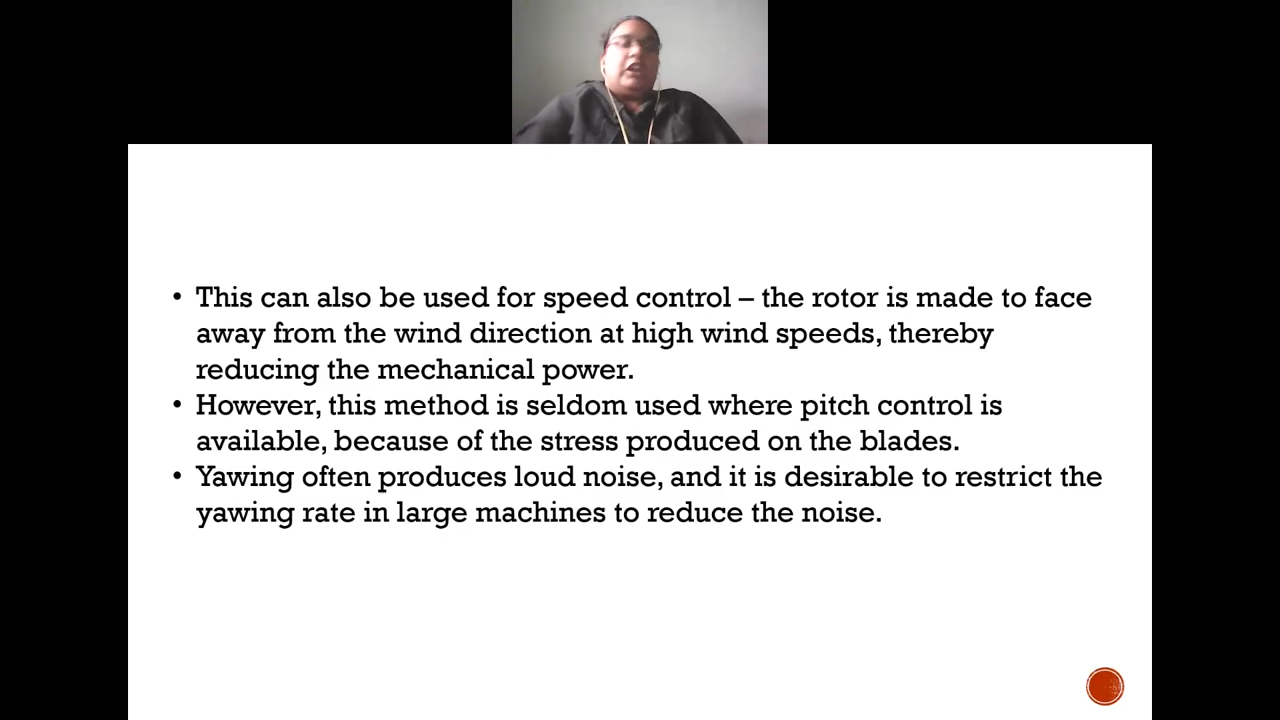 • This can also be used for speed control – the rotor is made to face
away from the wind direction at high wind speeds, thereby
reducing the mechanical power.
• However, this method is seldom used where pitch control is
available, because of the stress produced on the blades.
• Yawing often produces loud noise, and it is desirable to restrict the
yawing rate in large machines to reduce the noise.